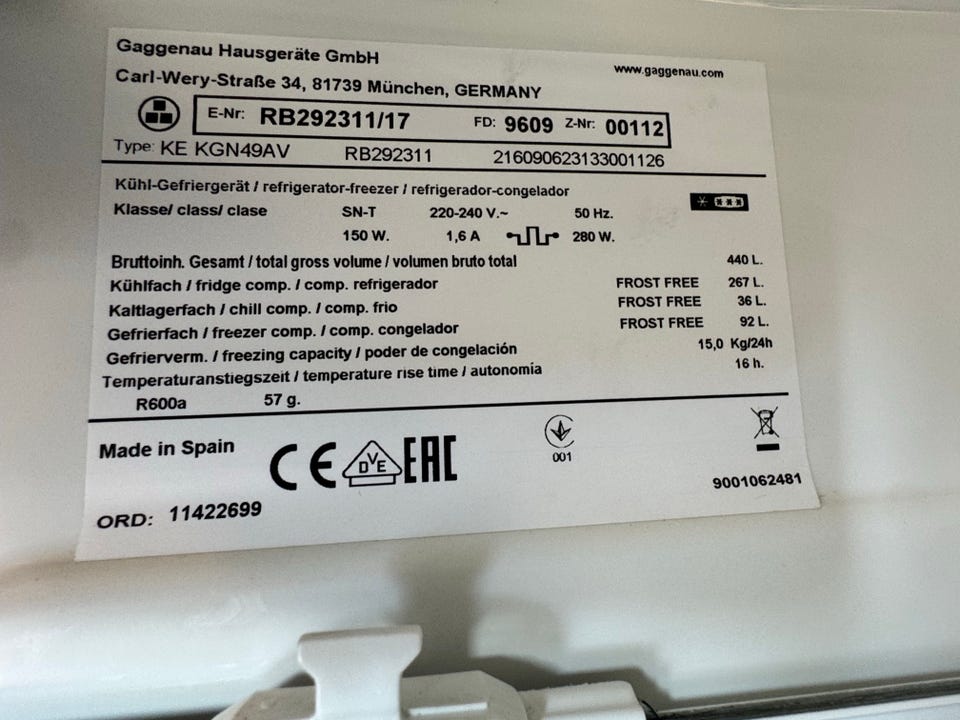 Gaggenau Hausgeräte GmbH
www.gaggenau.com
Carl-Wery-Straße 34, 81739 München, GERMANY
E-Nr: RB292311/17 FD: 9609 Z-Nr: 00112
Type: KE KGN49AV RB292311 216090623133001126
Kühl-Gefriergerät / refrigerator-freezer / refrigerador-congelador
Klasse/ class/ clase SN-T 220-240 V.~ 50 Hz.
150 W. 1,6 A 280 W.
Bruttoinh. Gesamt / total gross volume / volumen bruto total 440 L.
Kühlfach / fridge comp. / comp. refrigerator FROST FREE 267 L.
Kaltlagerfach / chill comp. / comp. frio FROST FREE 36 L.
Gefrierfach / freezer comp. / comp. congelador FROST FREE 92 L.
Gefrierverm. / freezing capacity / poder de congelación 15,0 Kg/24h
Temperaturanstiegszeit / temperature rise time / autonomia 16 h.
R600a 57 g.
Made in Spain CE DVE EAC 001
ORD: 11422699 9001062481